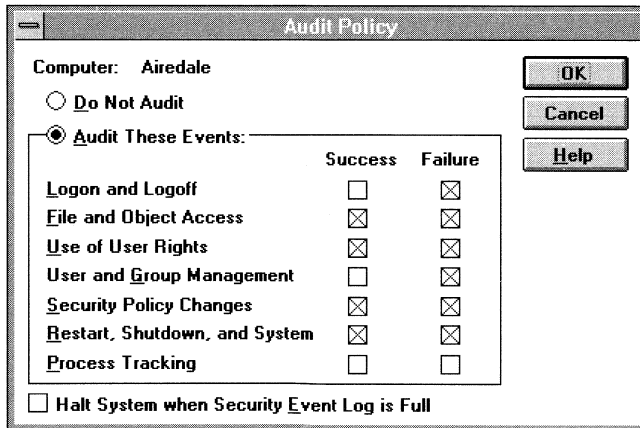 Audit Policy
Computer: Airedale
Do Not Audit
Audit These Events:
Success Failure
Logon and Logoff
File and Object Access
Use of User Rights
User and Group Management
Security Policy Changes
Restart, Shutdown, and System
Process Tracking
Halt System when Security Event Log is Full
OK
Cancel
Help